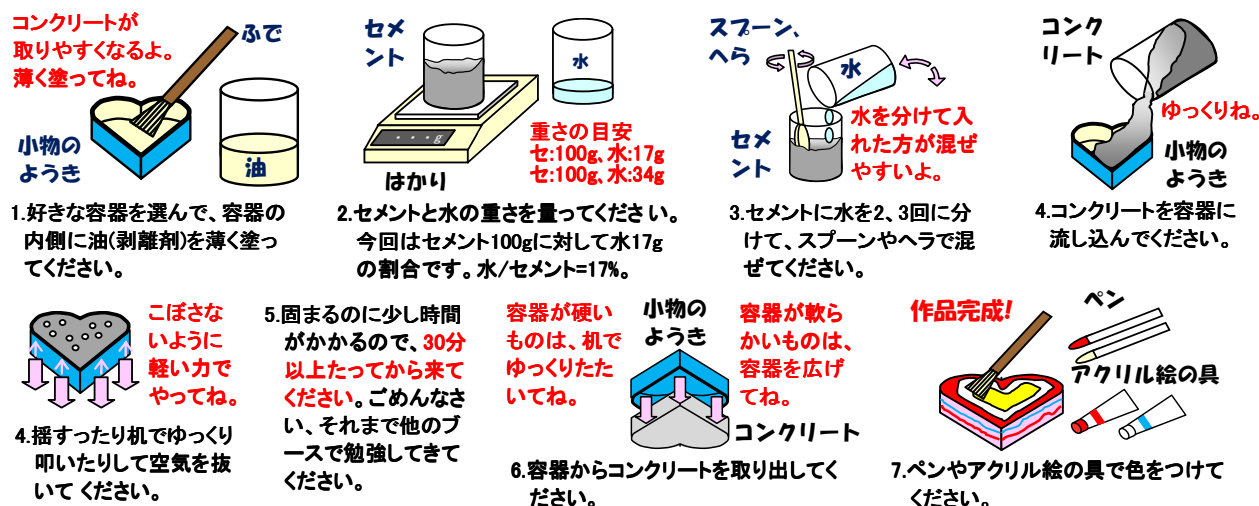 コンクリートが
取りやすくなるよ。
薄く塗ってね。
ふで
小物の
ようき
油
1.好きな容器を選んで、容器の
内側に油(剥離剤)を薄く塗っ
てください。
セメ
ント
水
g
重さの目安
セ:100g、水:17g
セ:100g、水:34g
はかり
2.セメントと水の重さを量ってください。
今回はセメント100gに対して水17g
の割合です。水/セメント=17%。
スプーン、
へら
水
セメ
ント
水を分けて入
れた方が混ぜ
やすいよ。
3.セメントに水を2、3回に分
けて、スプーンやヘラで混
ぜてください。
コンク
リート
ゆっくりね。
小物の
ようき
4.コンクリートを容器に
流し込んでください。
こぼさな
いように
軽い力で
やってね。
4.揺すったり机でゆっくり
叩いたりして空気を抜
いて ください。
5.固まるのに少し時間
がかかるので、30分
以上たってから来て
ください。ごめんなさ
い、それまで他のブ
ースで勉強してきて
ください。
容器が硬い
ものは、机で
ゆっくりたた
いてね。
小物の
ようき
容器が軟ら
かいものは、
容器を広げ
てね。
コンクリート
6.容器からコンクリートを取り出してく
ださい。
作品完成!
ペン
アクリル絵の具
7.ペンやアクリル絵の具で色をつけて
ください。